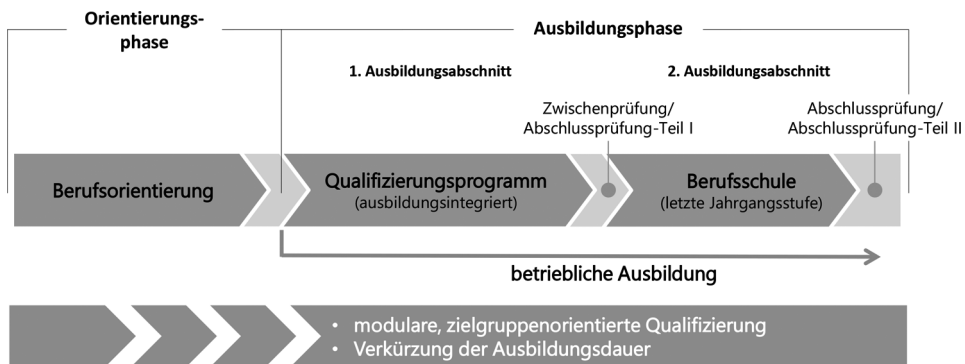 Orientierungs-
phase
Ausbildungsphase
1. Ausbildungsabschnitt
2. Ausbildungsabschnitt
Zwischenprüfung/
Abschlussprüfung-Teil I
Abschlussprüfung/
Abschlussprüfung-Teil II
Berufsorientierung
Qualifizierungsprogramm
(ausbildungsintegriert)
Berufsschule
(letzte Jahrgangsstufe)
betriebliche Ausbildung
• modulare, zielgruppenorientierte Qualifizierung
• Verkürzung der Ausbildungsdauer